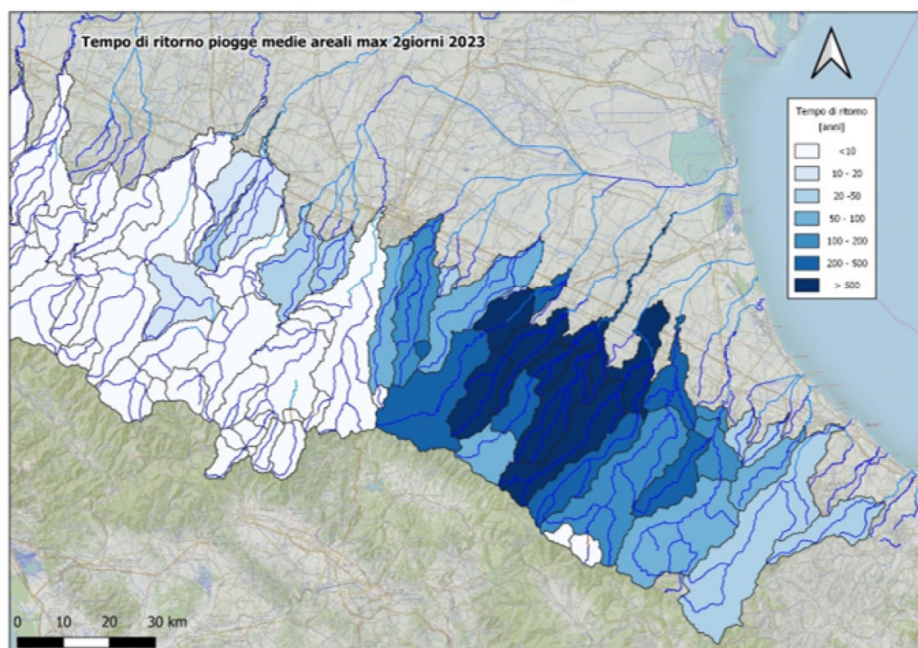 Tempo di ritorno piogge medie areali max 2giorni 2023
Tempo di ritorno
[anni]
<10
10 - 20
20 -50
50 - 100
100 - 200
200 - 500
> 500
0 10 20 30 km